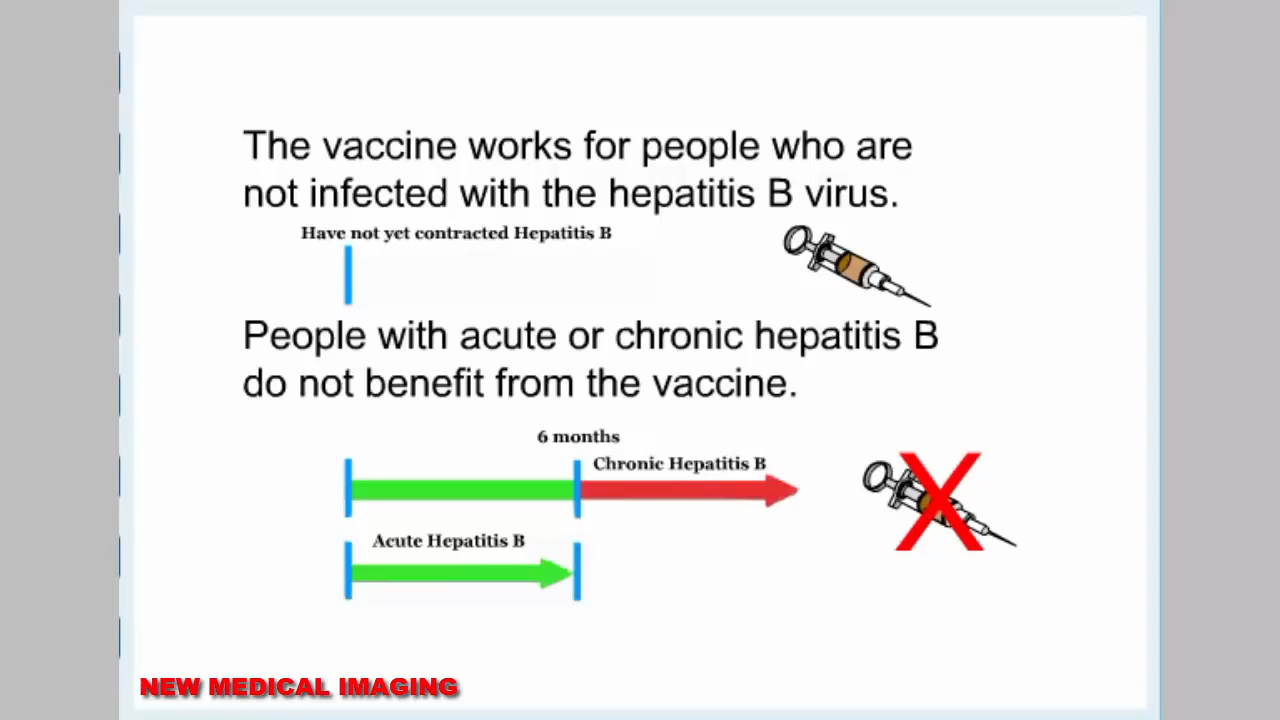 The vaccine works for people who are
not infected with the hepatitis B virus.
Have not yet contracted Hepatitis B
People with acute or chronic hepatitis B
do not benefit from the vaccine.
6 months
Chronic Hepatitis B
Acute Hepatitis B
NEW MEDICAL IMAGING